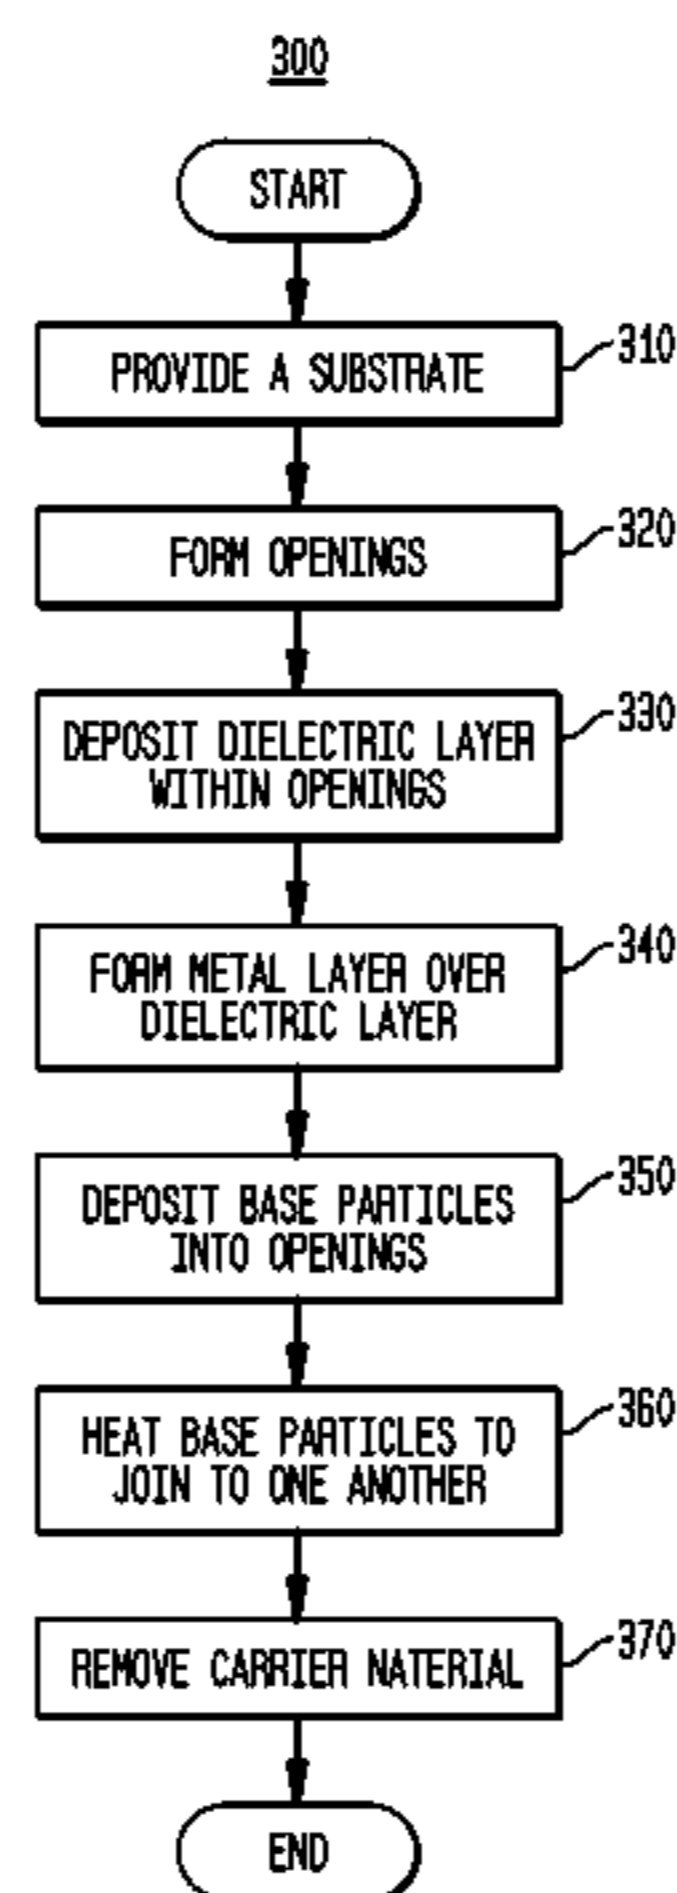 300
START
PROVIDE A SUBSTRATE
310
FORM OPENINGS
320
DEPOSIT DIELECTRIC LAYER
WITHIN OPENINGS
330
FORM METAL LAYER OVER
DIELECTRIC LAYER
340
DEPOSIT BASE PARTICLES
INTO OPENINGS
350
HEAT BASE PARTICLES TO
JOIN TO ONE ANOTHER
360
REMOVE CARRIER NATERIAL
370
END